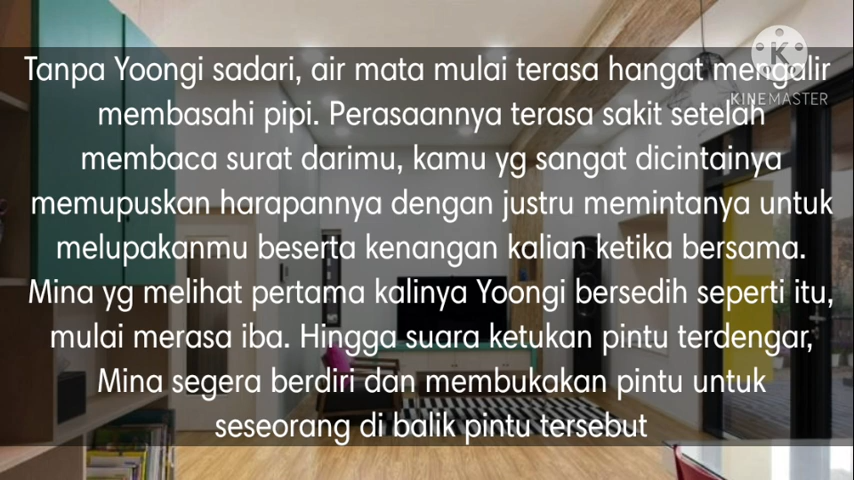 Tanpa Yoongi sadari, air mata mulai terasa hangat mengalir
membasahi pipi. Perasaannya terasa sakit setelah
membaca surat darimu, kamu yg sangat dicintainya
memupuskan harapannya dengan justru memintanya untuk
melupakanmu beserta kenangan kalian ketika bersama.
Mina yg melihat pertama kalinya Yoongi bersedih seperti itu,
mulai merasa iba. Hingga suara ketukan pintu terdengar,
Mina segera berdiri dan membukakan pintu untuk
seseorang di balik pintu tersebut
K
KINEMASTER